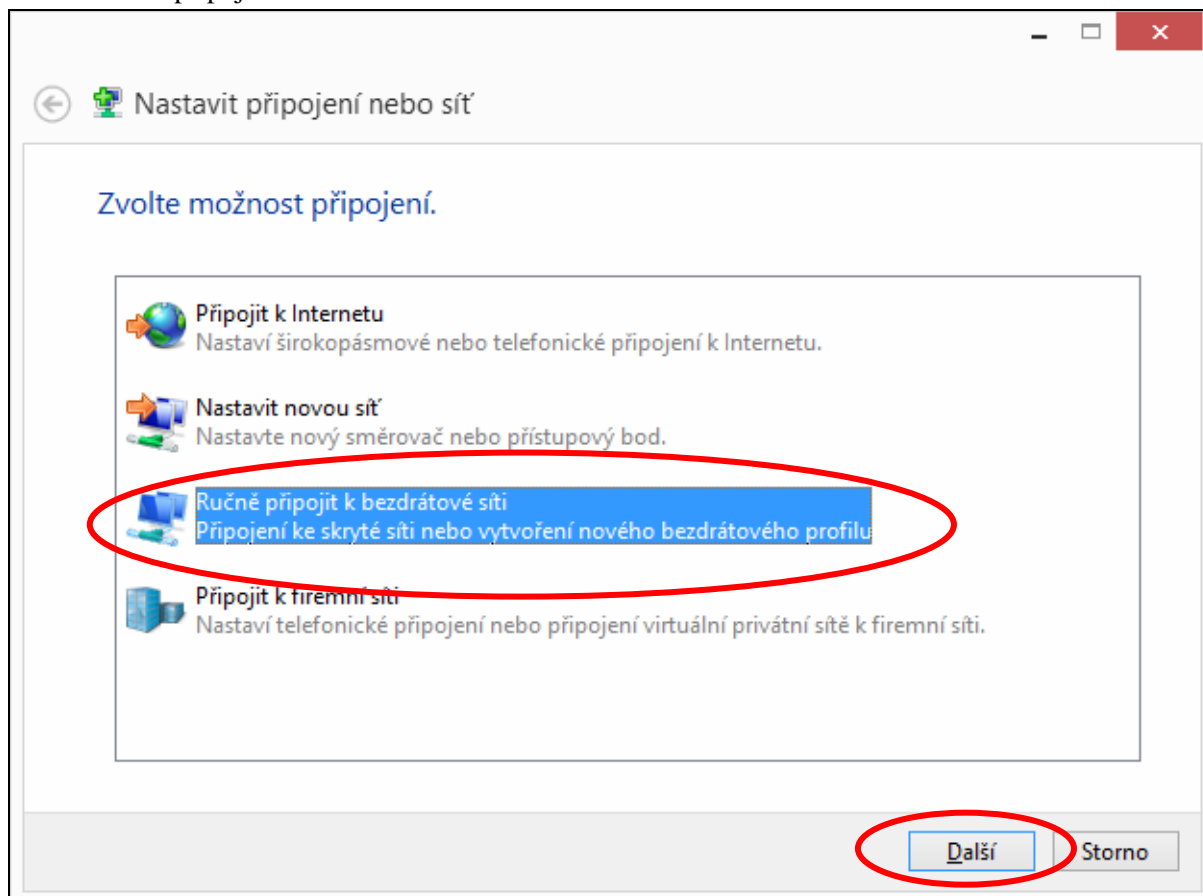 Nastavit připojení nebo síť
Zvolte možnost připojení.
Připojit k Internetu
Nastaví širokopásmové nebo telefonické připojení k Internetu.
Nastavit novou síť
Nastavte nový směrovač nebo přístupový bod.
Ručně připojit k bezdrátové síti
Připojení ke skryté síti nebo vytvoření nového bezdrátového profilu
Připojit k firemní síti
Nastaví telefonické připojení nebo připojení virtuální privátní sítě k firemní síti.
Další
Storno